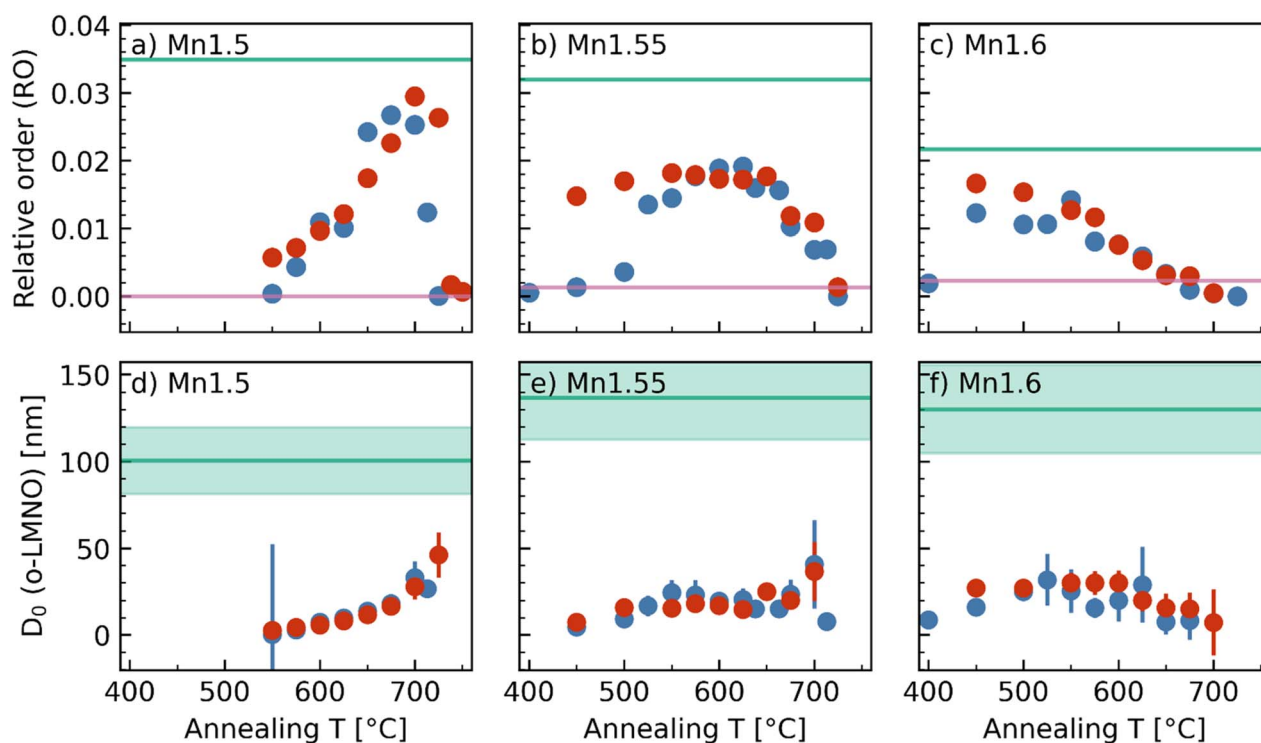 0.04
0.03
0.02
0.01
0.00
Relative order (RO)
a) Mn1.5
b) Mn1.55
c) Mn1.6
150
100
50
0
D₀ (o-LMNO) [nm]
d) Mn1.5
e) Mn1.55
f) Mn1.6
400 500 600 700
400 500 600 700
400 500 600 700
Annealing T [°C]
Annealing T [°C]
Annealing T [°C]